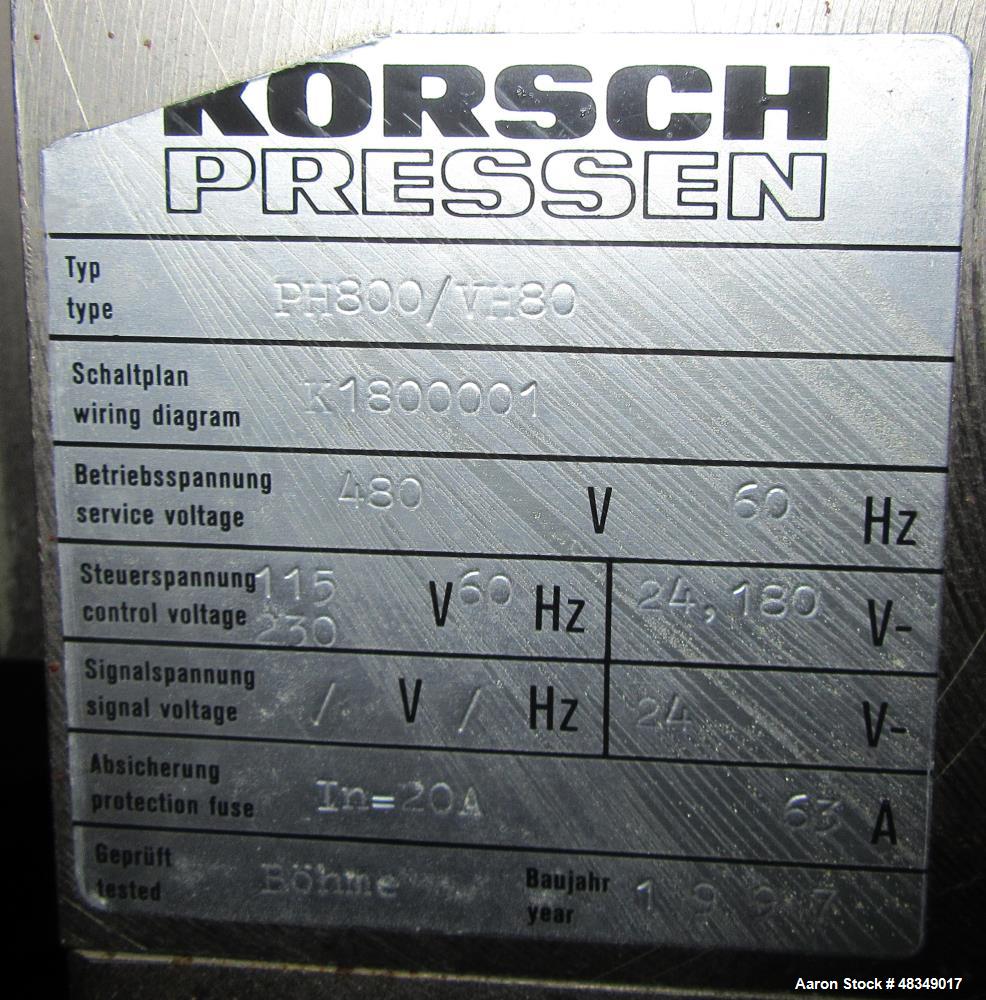 KORSCH
PRESSEN
Typ
type PH800/VH80
Schaltplan
wiring diagram K1800001
Betriebsspannung
service voltage 480 V 60 Hz
Steuerspannung 115 V 60 Hz 24,180 V-
control voltage 230
Signalspannung
signal voltage / V / Hz 24 V-
Absicherung
protection fuse In=20A 63 A
Geprüft Böhme Baujahr 1997
tested year
Aaron Stock # 48349017